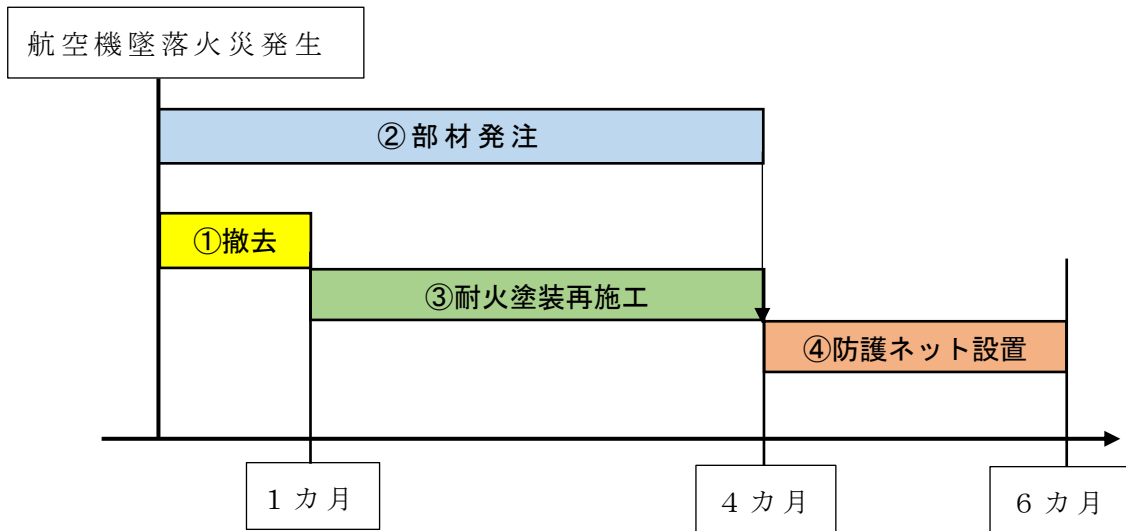 航空機墜落火災発生
②部材発注
①撤去
③耐火塗装再施工
④防護ネット設置
1カ月
4カ月
6カ月